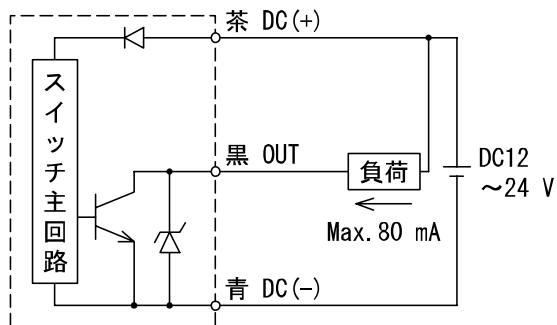 茶 DC(+)
スイッチ主回路
黒 OUT
負荷
DC12
～24 V
Max. 80 mA
青 DC(-)